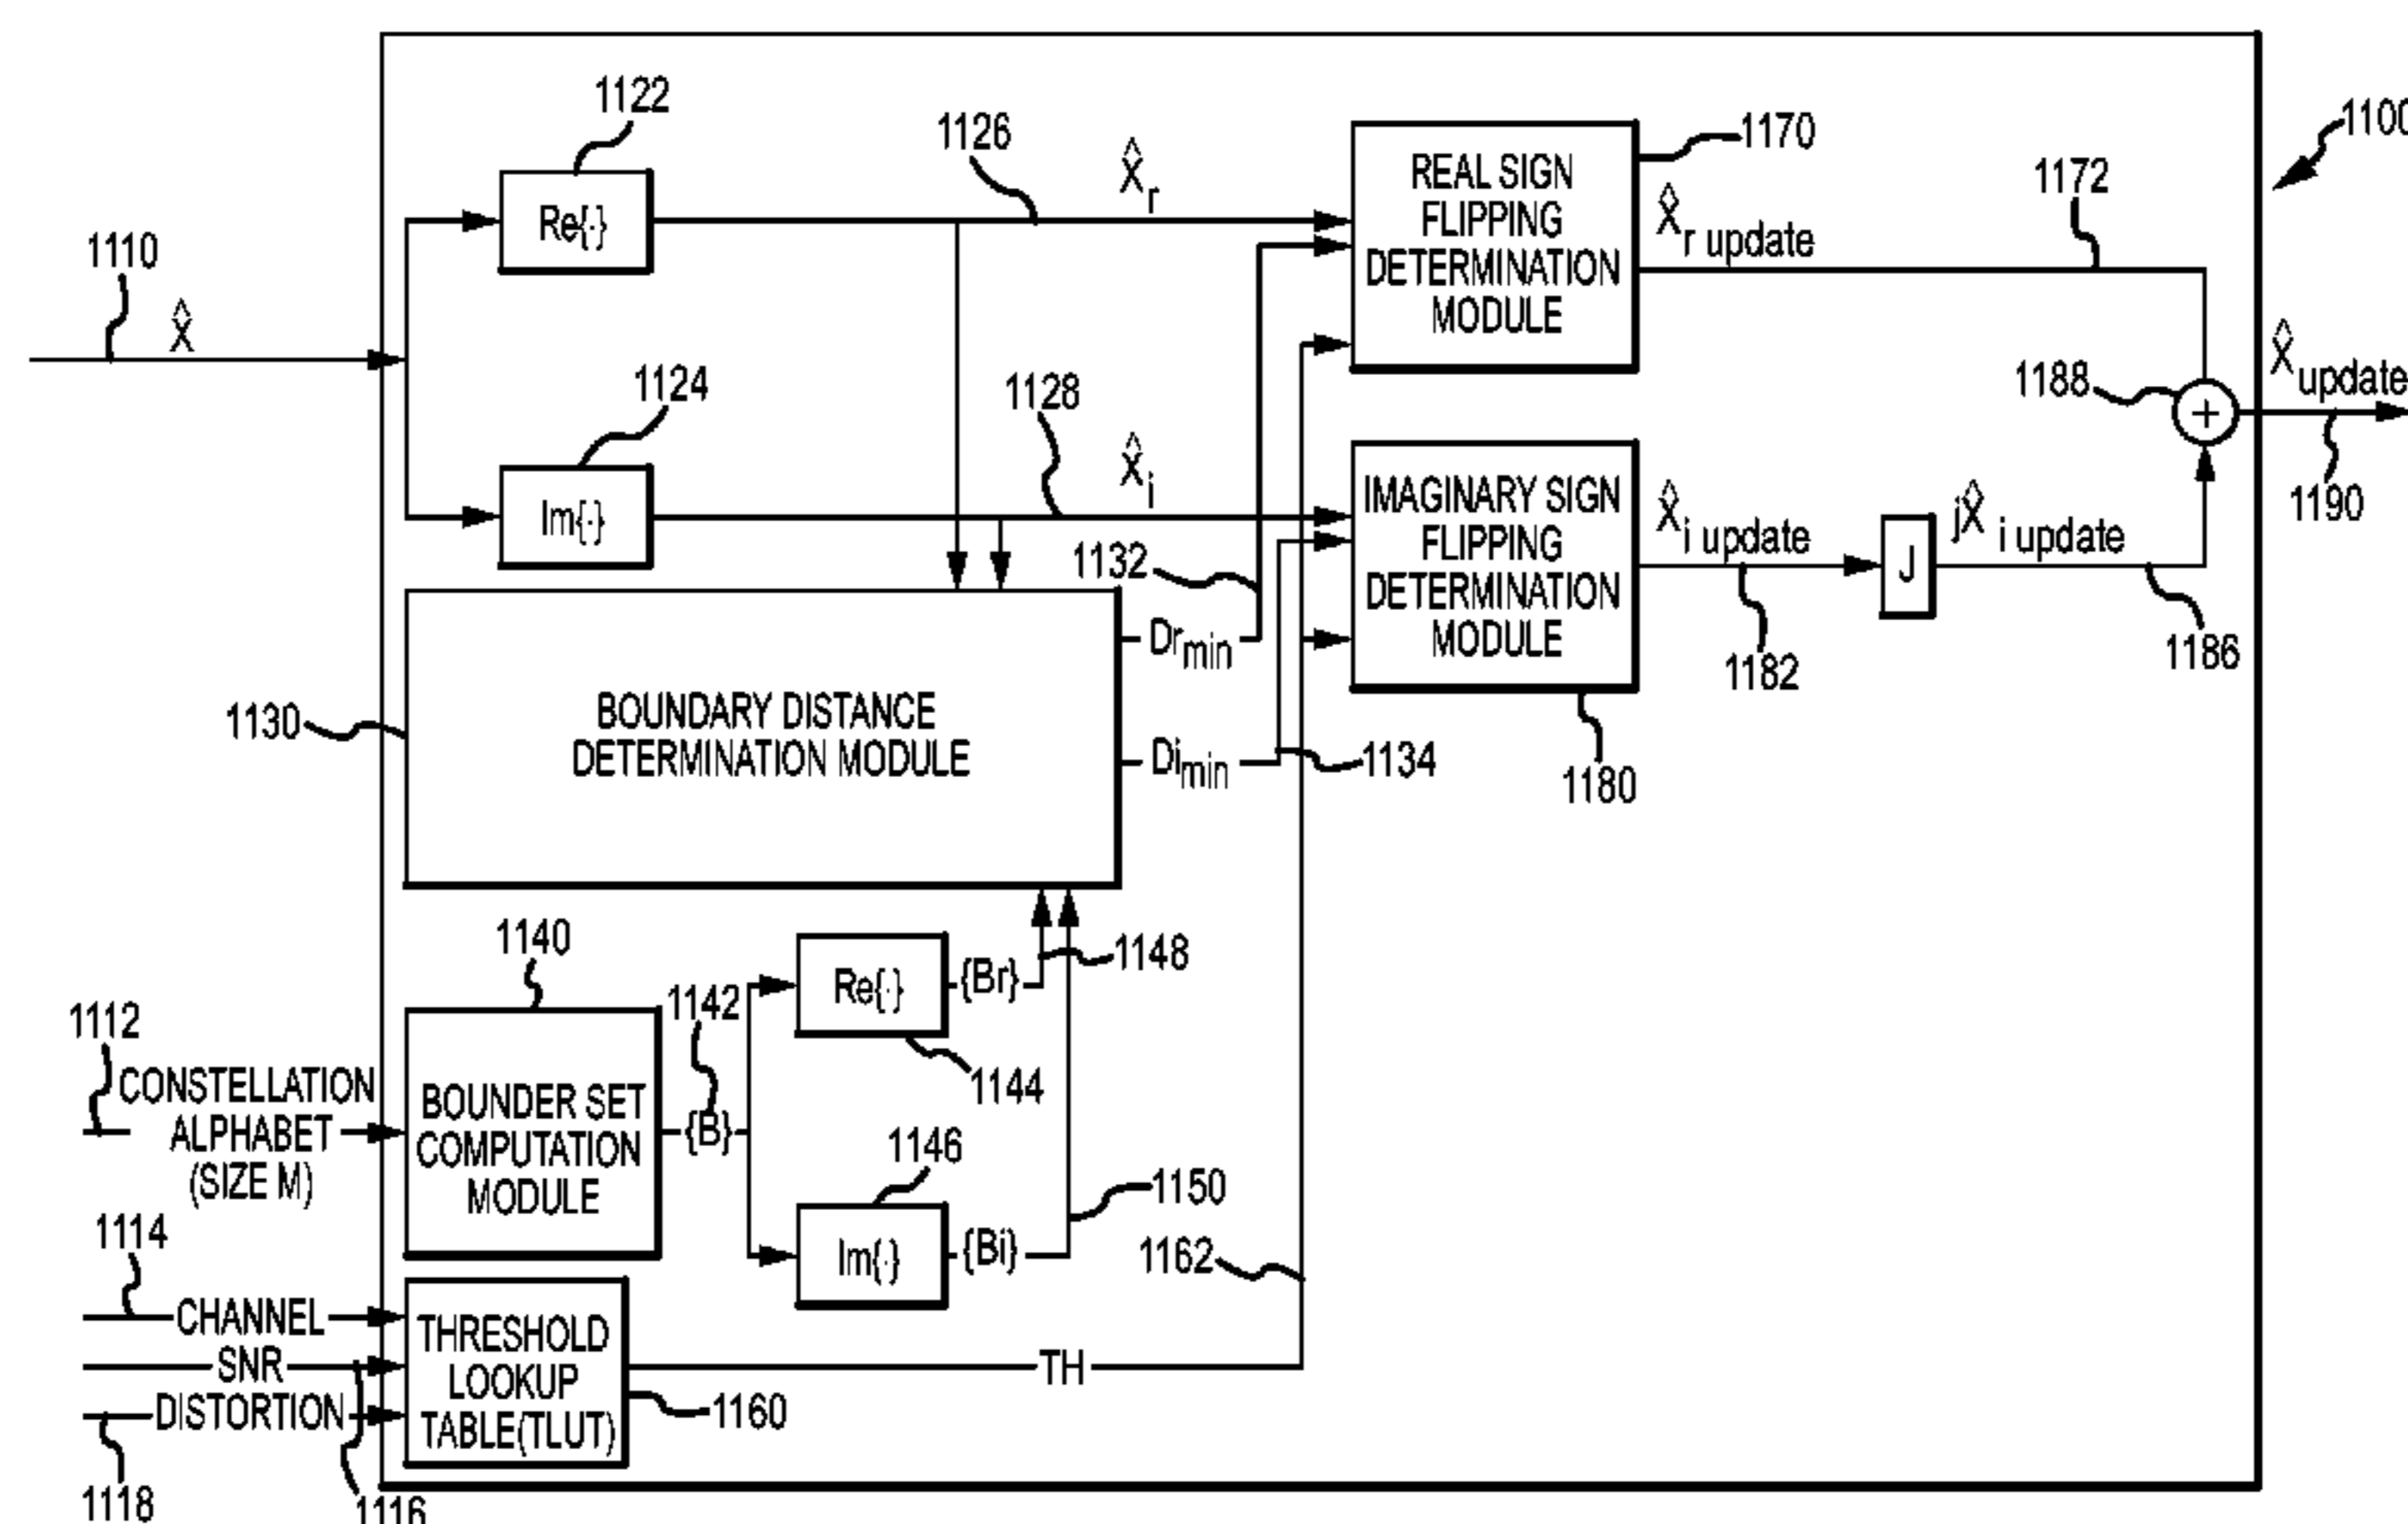 1122
1126
X̂r
1170
1100
REAL SIGN
FLIPPING
DETERMINATION
MODULE
Re{·}
1172
X̂r update
1110
X̂
1124
1128
X̂i
1188
X̂update
1190
Im{·}
1132
IMAGINARY SIGN
FLIPPING
DETERMINATION
MODULE
X̂i update
J
jX̂i update
1182
1186
1130
BOUNDARY DISTANCE
DETERMINATION MODULE
Drmin
Dimin
1134
1180
1140
1142
Re{·}
{Br}
1148
1144
1112
CONSTELLATION
ALPHABET
(SIZE M)
BOUNDER SET
COMPUTATION
MODULE
{B}
1146
Im{·}
{Bi}
1150
1162
1114
CHANNEL
SNR
DISTORTION
THRESHOLD
LOOKUP
TABLE(TLUT)
TH
1160
1118
1116